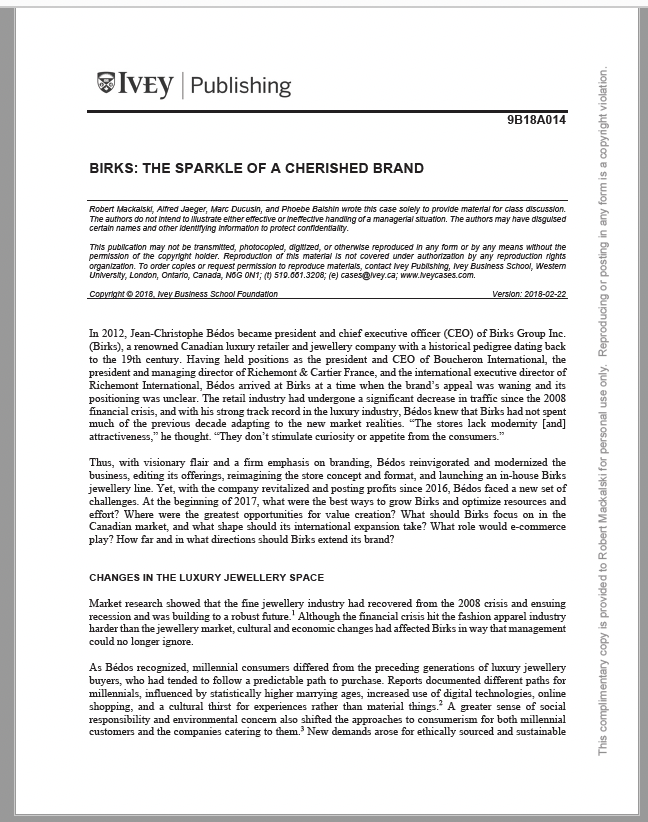 IVEY | Publishing
9B18A014
BIRKS: THE SPARKLE OF A CHERISHED BRAND
Robert Mackalski, Alfred Jaeger, Marc Ducusin, and Phoebe Balshin wrote this case solely to provide material for class discussion.
The authors do not intend to illustrate either effective or ineffective handling of a managerial situation. The authors may have disguised
certain names and other identifying information to protect confidentiality.
This publication may not be transmitted, photocopied, digitized, or otherwise reproduced in any form or by any means without the
permission of the copyright holder. Reproduction of this material is not covered under authorization by any reproduction rights
organization. To order copies or request permission to reproduce materials, contact Ivey Publishing, Ivey Business School, Western
University, London, Ontario, Canada, N6G 0N1; (t) 519.661.3208; (e) cases@ivey.ca; www.iveycases.com.
Copyright © 2018, Ivey Business School Foundation Version: 2018-02-22
In 2012, Jean-Christophe Bédos became president and chief executive officer (CEO) of Birks Group Inc.
(Birks), a renowned Canadian luxury retailer and jewellery company with a historical pedigree dating back
to the 19th century. Having held positions as the president and CEO of Boucheron International, the
president and managing director of Richemont & Cartier France, and the international executive director of
Richemont International, Bédos arrived at Birks at a time when the brand's appeal was waning and its
positioning was unclear. The retail industry had undergone a significant decrease in traffic since the 2008
financial crisis, and with his strong track record in the luxury industry, Bédos knew that Birks had not spent
much of the previous decade adapting to the new market realities. "The stores lack modernity [and]
attractiveness," he thought. "They don't stimulate curiosity or appetite from the consumers."
Thus, with visionary flair and a firm emphasis on branding, Bédos reinvigorated and modernized the
business, editing its offerings, reimagining the store concept and format, and launching an in-house Birks
jewellery line. Yet, with the company revitalized and posting profits since 2016, Bédos faced a new set of
challenges. At the beginning of 2017, what were the best ways to grow Birks and optimize resources and
effort? Where were the greatest opportunities for value creation? What should Birks focus on in the
Canadian market, and what shape should its international expansion take? What role would e-commerce
play? How far and in what directions should Birks extend its brand?
CHANGES IN THE LUXURY JEWELLERY SPACE
Market research showed that the fine jewellery industry had recovered from the 2008 crisis and ensuing
recession and was building to a robust future.1 Although the financial crisis hit the fashion apparel industry
harder than the jewellery market, cultural and economic changes had affected Birks in way that management
could no longer ignore.
As Bédos recognized, millennial consumers differed from the preceding generations of luxury jewellery
buyers, who had tended to follow a predictable path to purchase. Reports documented different paths for
millennials, influenced by statistically higher marrying ages, increased use of digital technologies, online
shopping, and a cultural thirst for experiences rather than material things.2 A greater sense of social
responsibility and environmental concern also shifted the approaches to consumerism for both millennial
customers and the companies catering to them.3 New demands arose for ethically sourced and sustainable
This complimentary copy is provided to Robert Mackalski for personal use only. Reproducing or posting in any form is a copyright violation.